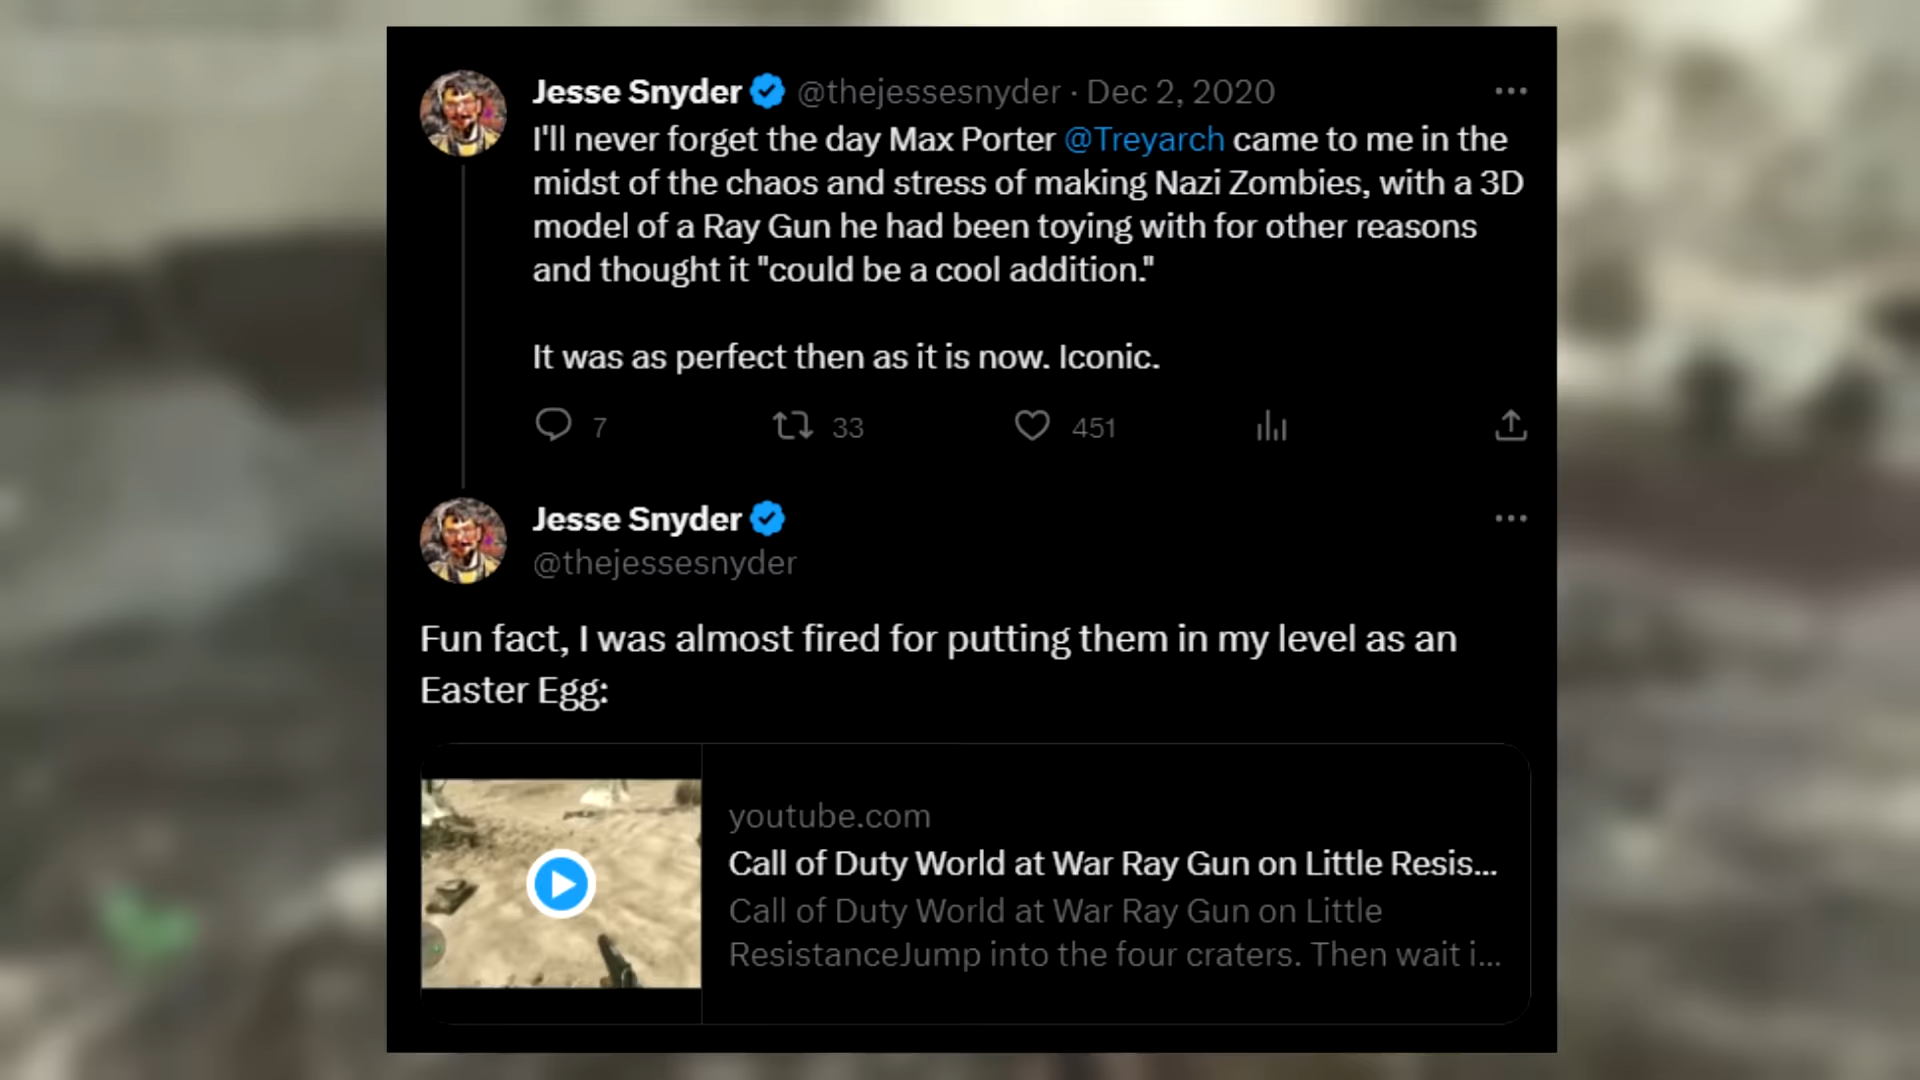 Jesse Snyder @thejessesnyder · Dec 2, 2020
I'll never forget the day Max Porter @Treyarch came to me in the
midst of the chaos and stress of making Nazi Zombies, with a 3D
model of a Ray Gun he had been toying with for other reasons
and thought it "could be a cool addition."
It was as perfect then as it is now. Iconic.
7 33 451
Jesse Snyder
@thejessesnyder
Fun fact, I was almost fired for putting them in my level as an
Easter Egg:
youtube.com
Call of Duty World at War Ray Gun on Little Resis...
Call of Duty World at War Ray Gun on Little
ResistanceJump into the four craters. Then wait i...